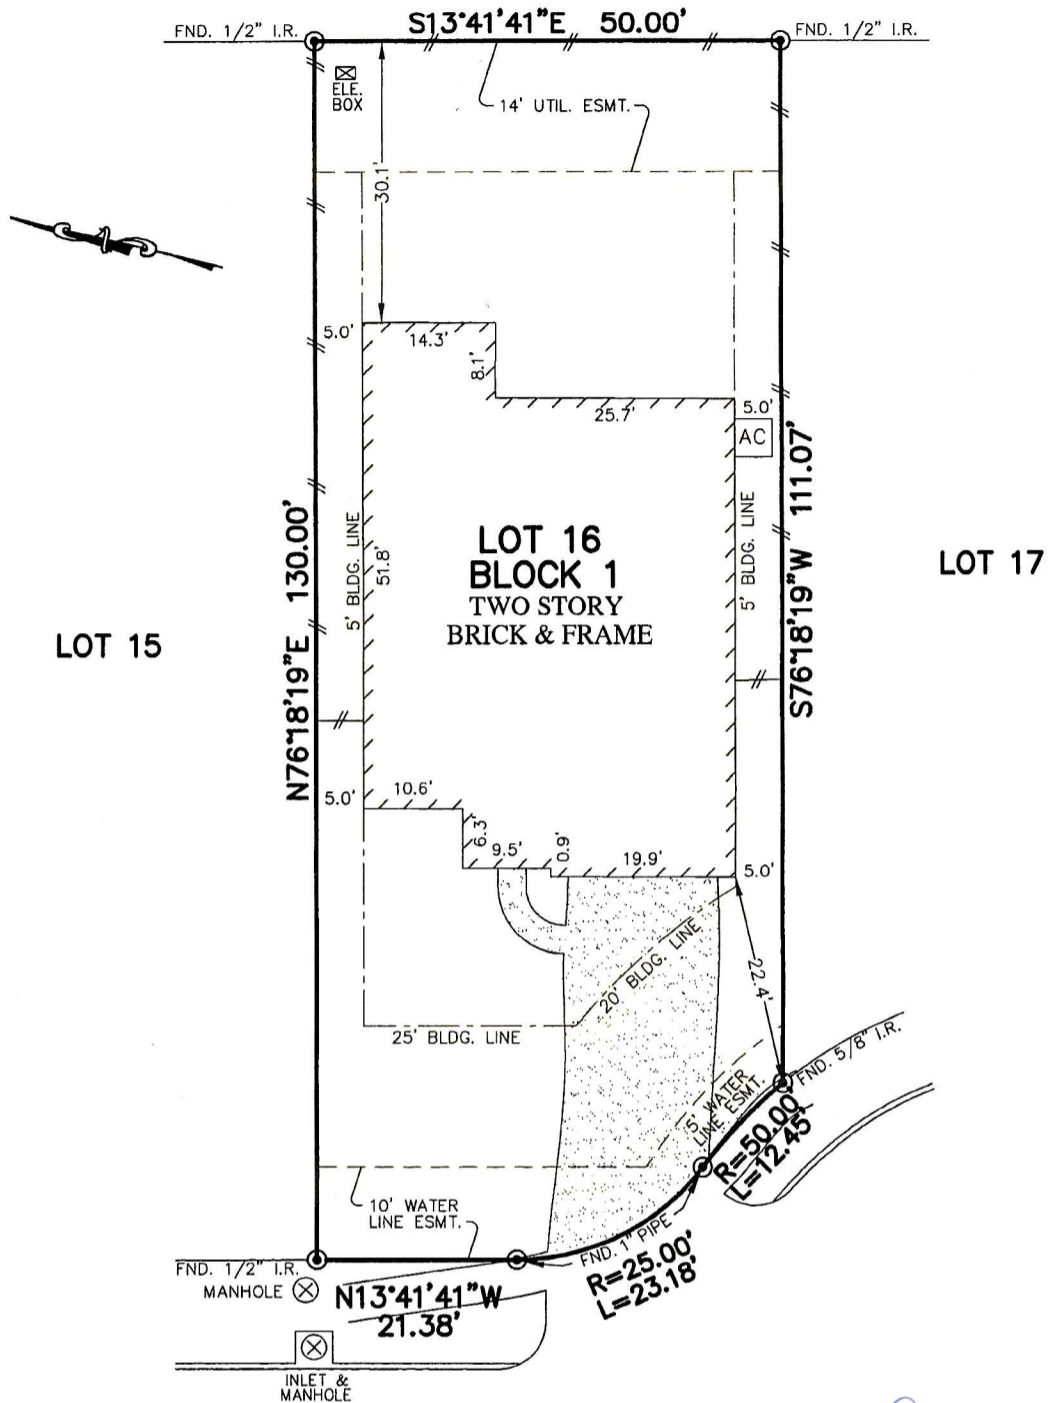 S13°41'41"E 50.00'
FND. 1/2" I.R.
FND. 1/2" I.R.
ELE.
BOX
14' UTIL. ESMT.
30.1'
5.0'
14.3'
8.1'
25.7'
5.0'
AC
N76°18'19"E 130.00'
5' BLDG. LINE
51.8'
LOT 16
BLOCK 1
TWO STORY
BRICK & FRAME
5' BLDG. LINE
S76°18'19"W 111.07'
LOT 17
LOT 15
5.0'
10.6'
6.3'
9.5'
0.9'
19.9'
5.0'
22.4'
20' BLDG. LINE
25' BLDG. LINE
5' WATER
LINE ESMT.
FND. 5/8" I.R.
R=50.00'
L=12.45'
10' WATER
LINE ESMT.
FND. 1" PIPE
R=25.00'
L=23.18'
FND. 1/2" I.R.
MANHOLE
N13°41'41"W
21.38'
INLET &
MANHOLE